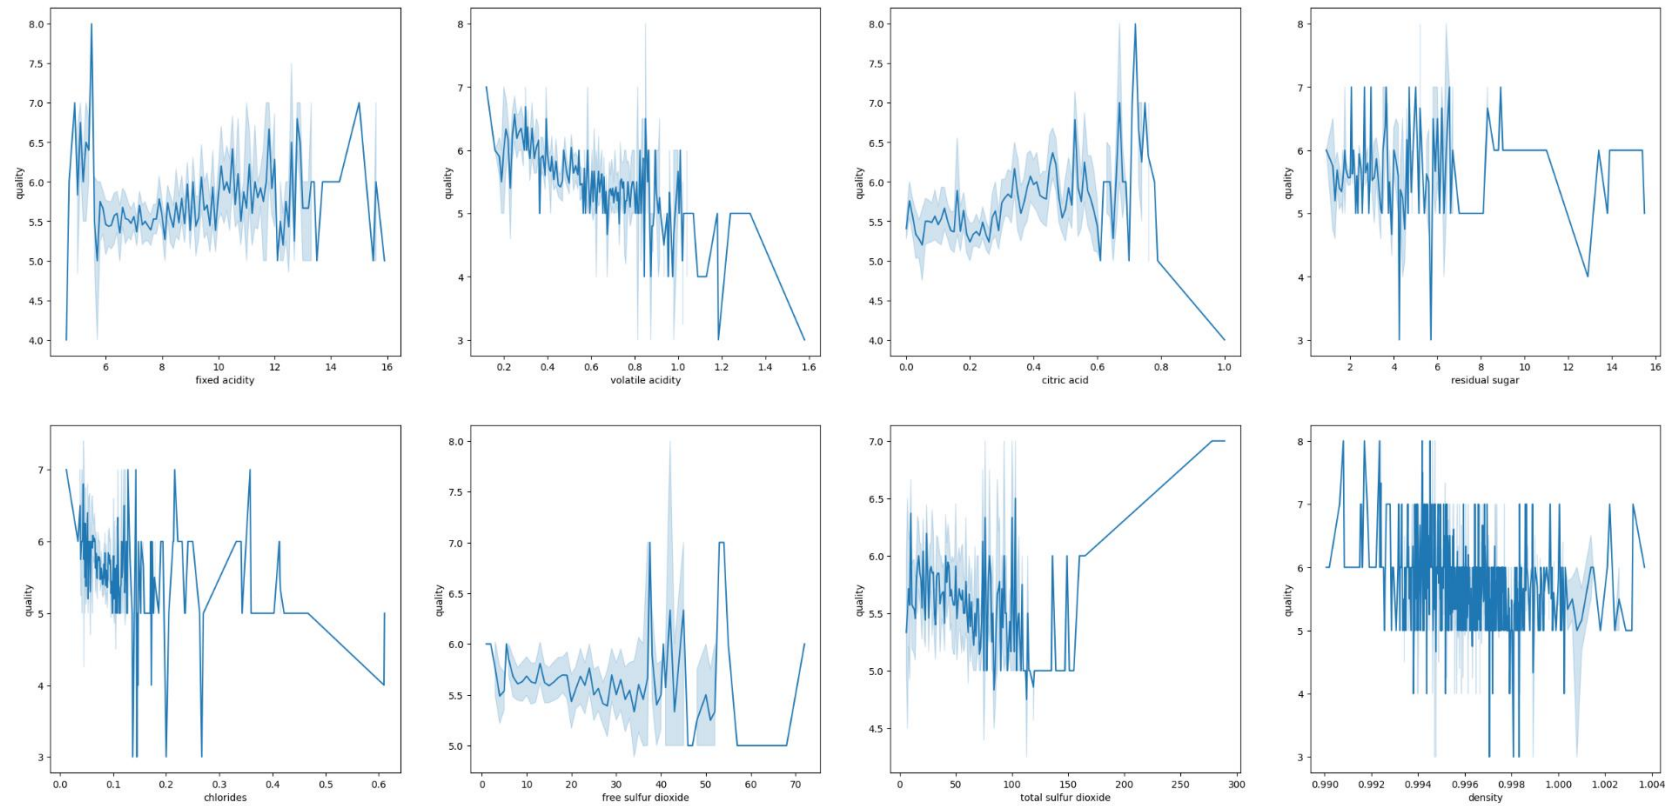 8.0
7.5
7.0
6.5
6.0
5.5
5.0
4.5
4.0
quality
6 8 10 12 14 16
fixed acidity
8
7
6
5
4
3
quality
0.2 0.4 0.6 0.8 1.0 1.2 1.4 1.6
volatile acidity
8.0
7.5
7.0
6.5
6.0
5.5
5.0
4.5
4.0
quality
0.0 0.2 0.4 0.6 0.8 1.0
citric acid
8
7
6
5
4
3
quality
2 4 6 8 10 12 14 16
residual sugar
7
6
5
4
3
quality
0.0 0.1 0.2 0.3 0.4 0.5 0.6
chlorides
8.0
7.5
7.0
6.5
6.0
5.5
5.0
quality
0 10 20 30 40 50 60 70
free sulfur dioxide
7.0
6.5
6.0
5.5
5.0
4.5
quality
0 50 100 150 200 250 300
total sulfur dioxide
8
7
6
5
4
3
quality
0.990 0.992 0.994 0.996 0.998 1.000 1.002 1.004
density